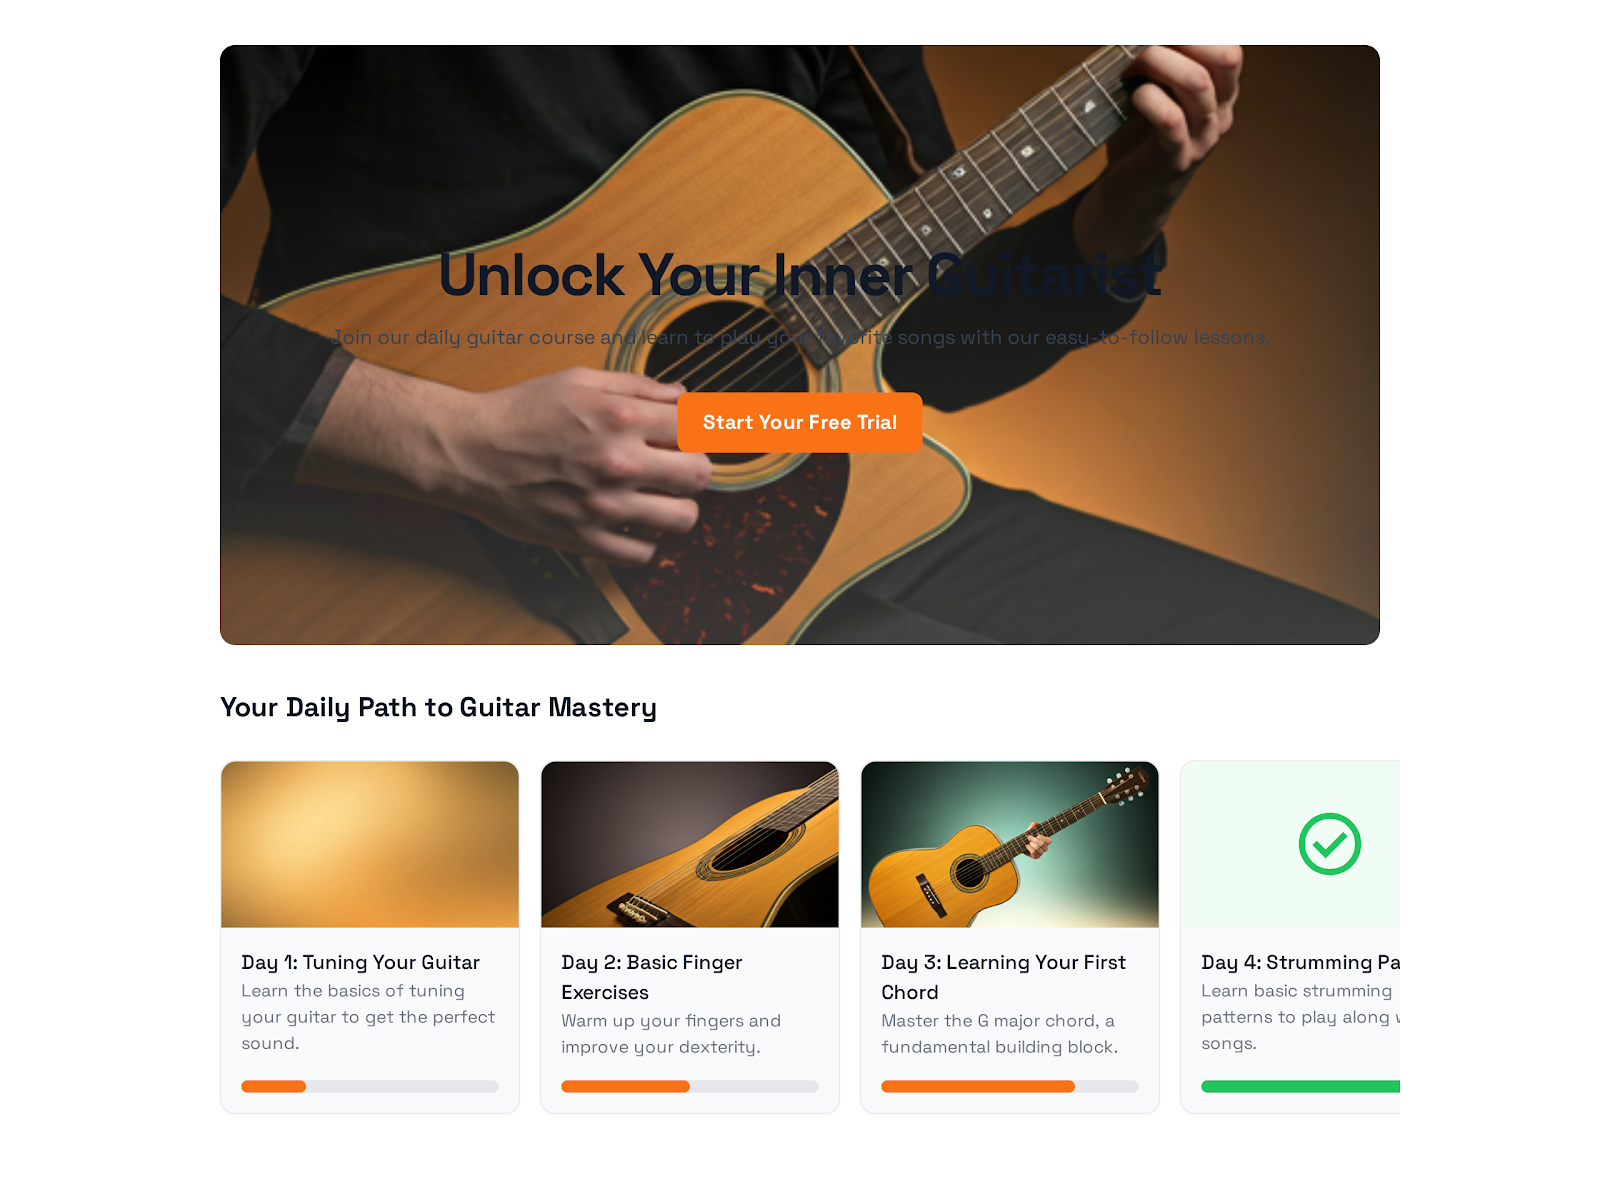 Unlock Your Inner Guitarist
Join our daily guitar course and learn to play your favorite songs with our easy-to-follow lessons.
Start Your Free Trial
Your Daily Path to Guitar Mastery
Day 1: Tuning Your Guitar
Learn the basics of tuning
your guitar to get the perfect
sound.
Day 2: Basic Finger
Exercises
Warm up your fingers and
improve your dexterity.
Day 3: Learning Your First
Chord
Master the G major chord, a
fundamental building block.
Day 4: Strumming Pa
Learn basic strumming
patterns to play along
songs.